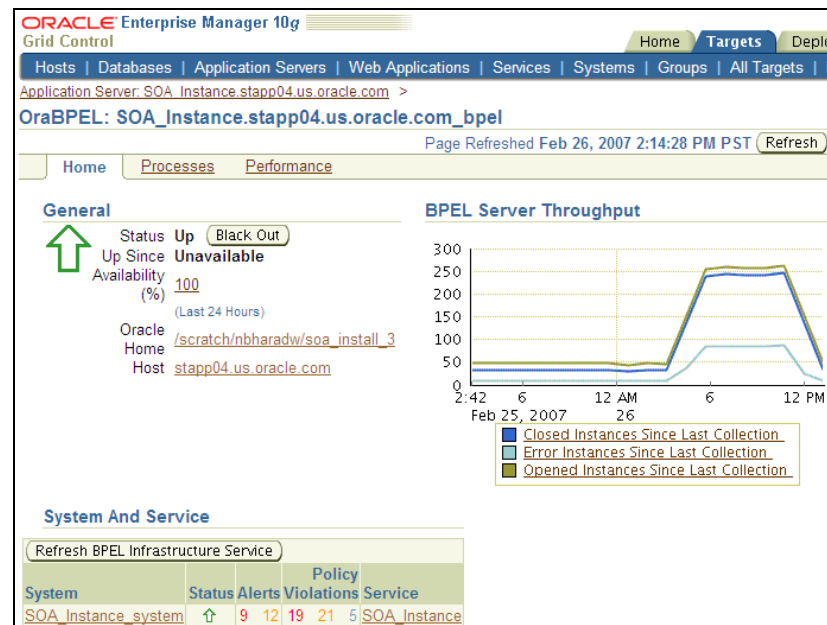 ORACLE Enterprise Manager 10g
Grid Control
Home Targets
Hosts | Databases | Application Servers | Web Applications | Services | Systems | Groups | All Targets |
Application Server: SOA_Instance.stapp04.us.oracle.com >
OraBPEL: SOA_Instance.stapp04.us.oracle.com_bpel
Page Refreshed Feb 26, 2007 2:14:28 PM PST Refresh
Home Processes Performance
General
Status Up Black Out
Up Since Unavailable
Availability (%) 100
(Last 24 Hours)
Oracle Home /scratch/nbharadw/soa_install_3
Host stapp04.us.oracle.com
BPEL Server Throughput
300
250
200
150
100
50
0
2:42 6 12 AM 6 12 PM
Feb 25, 2007 26
Closed Instances Since Last Collection
Error Instances Since Last Collection
Opened Instances Since Last Collection
System And Service
Refresh BPEL Infrastructure Service
System Status Alerts Policy Violations Service
SOA_Instance_system 9 12 19 21 5 SOA_Instance